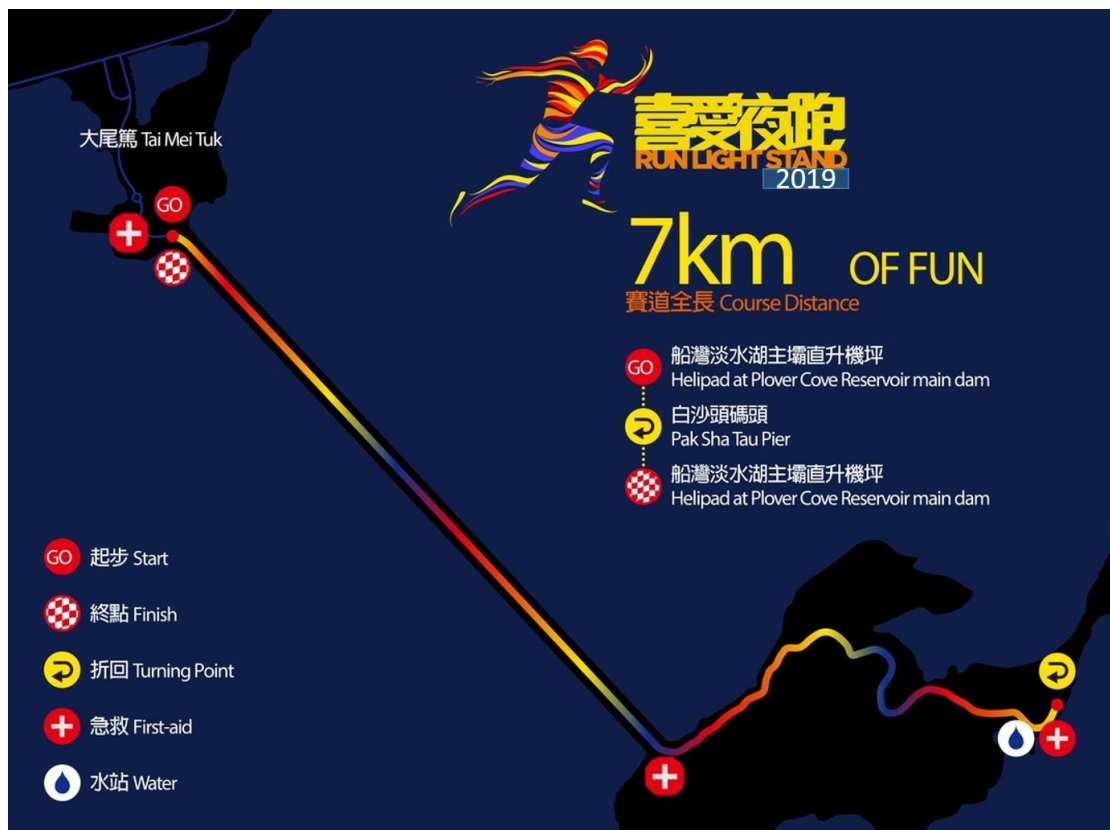 大尾篤 Tai Mei Tuk
GO
喜愛夜跑
RUN LIGHT STAND
2019
7km OF FUN
賽道全長 Course Distance
GO
船灣淡水湖主壩直升機坪
Helipad at Plover Cove Reservoir main dam
白沙頭碼頭
Pak Sha Tau Pier
船灣淡水湖主壩直升機坪
Helipad at Plover Cove Reservoir main dam
GO 起步 Start
終點 Finish
折回 Turning Point
急救 First-aid
水站 Water